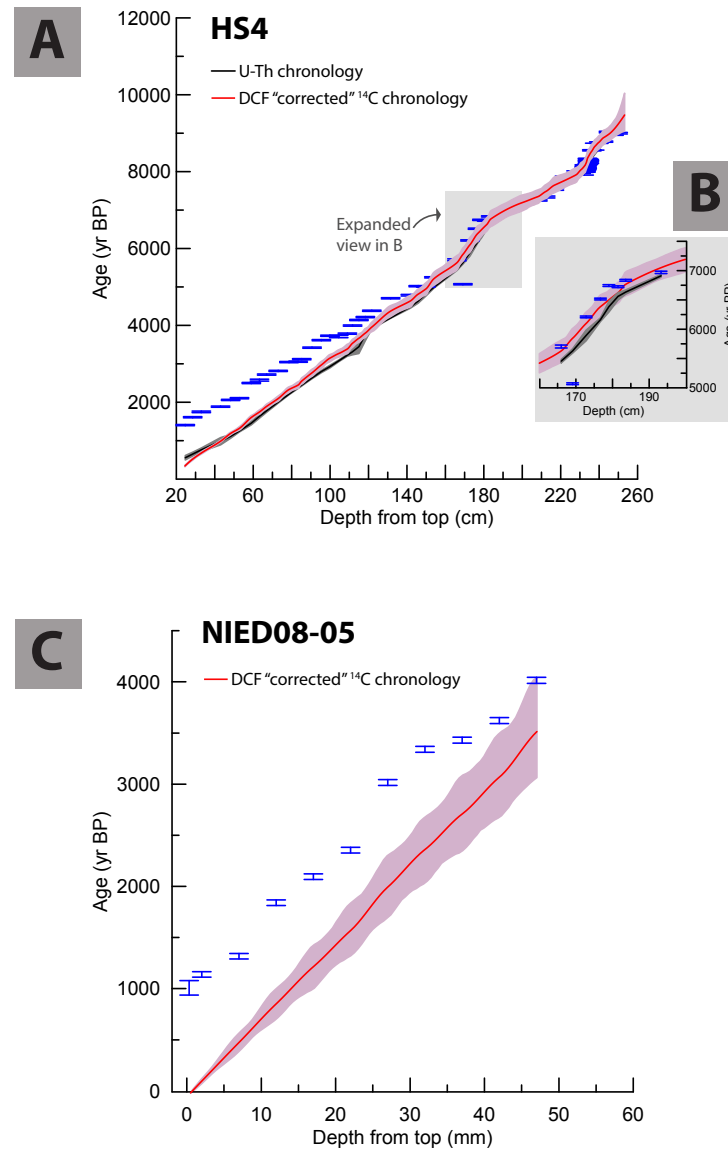 A
HS4
U-Th chronology
DCF “corrected” ¹⁴C chronology
12000
10000
8000
6000
4000
2000
Age (yr BP)
Expanded
view in B
20 60 100 140 180 220 260
Depth from top (cm)
B
7000
6000
5000
Age (yr BP)
170 190
Depth (cm)
C
NIED08-05
DCF “corrected” ¹⁴C chronology
4000
3000
2000
1000
0
Age (yr BP)
0 10 20 30 40 50 60
Depth from top (mm)